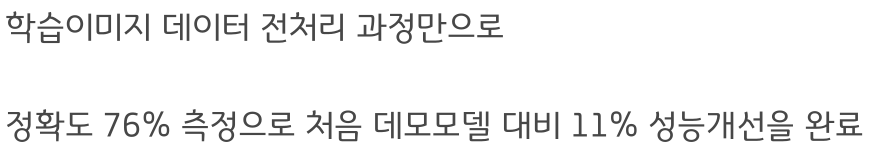 학습이미지 데이터 전처리 과정만으로
정확도 76% 측정으로 처음 데모모델 대비 11% 성능개선을 완료